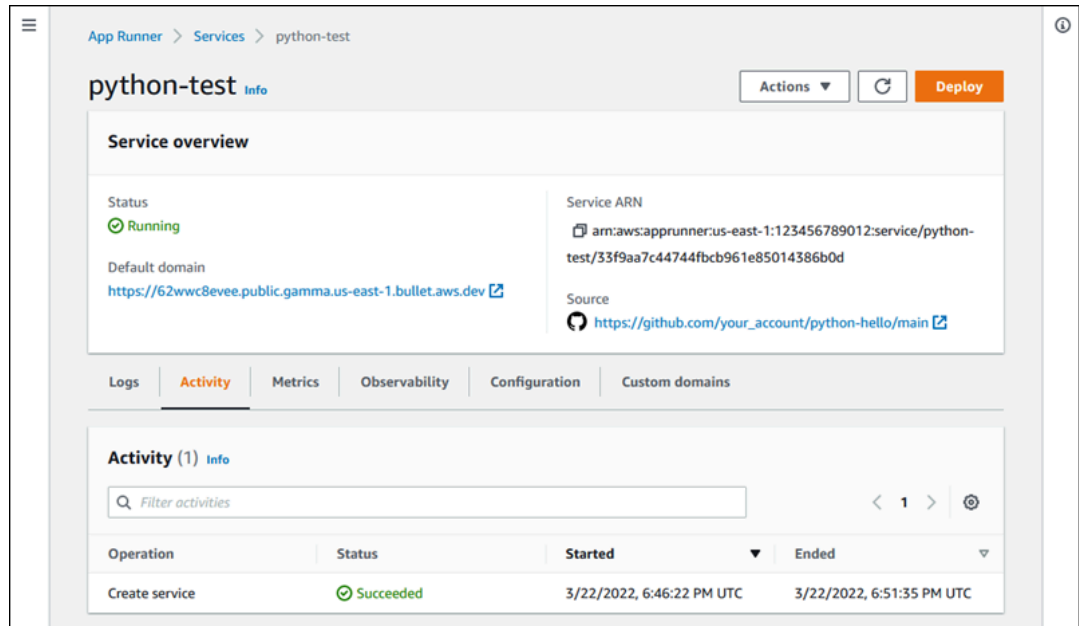 App Runner > Services > python-test
python-test Info
Actions
Deploy
Service overview
Status
Running
Default domain
https://62wwc8evee.public.gamma.us-east-1.bullet.aws.dev
Service ARN
arn:aws:apprunner:us-east-1:123456789012:service/python-
test/33f9aa7c44744fbcb961e85014386b0d
Source
https://github.com/your_account/python-hello/main
Logs Activity Metrics Observability Configuration Custom domains
Activity (1) Info
Filter activities
< 1 >
Operation Status Started Ended
Create service Succeeded 3/22/2022, 6:46:22 PM UTC 3/22/2022, 6:51:35 PM UTC